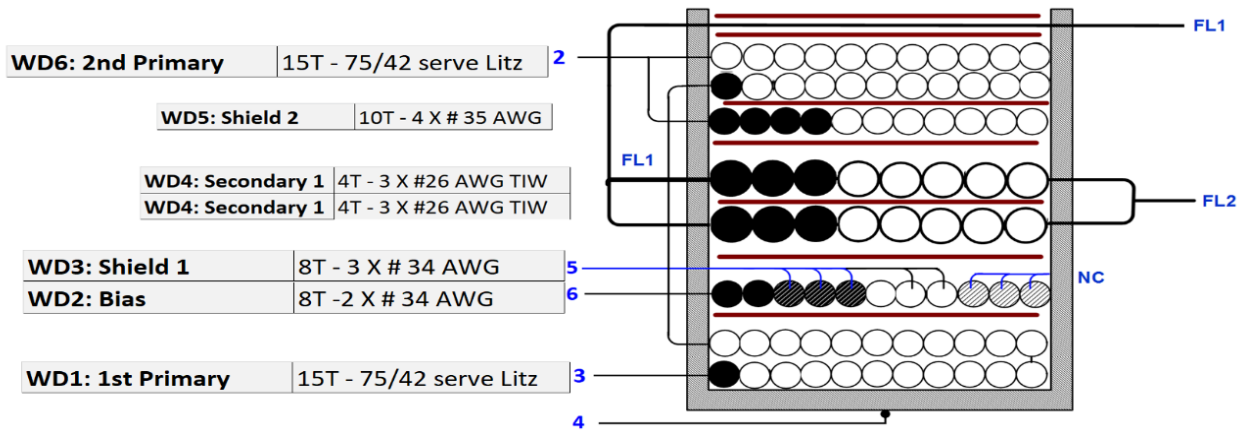 FL1
WD6: 2nd Primary 15T - 75/42 serve Litz 2
WD5: Shield 2 10T - 4 X # 35 AWG
FL1
WD4: Secondary 1 4T - 3 X #26 AWG TIW
WD4: Secondary 1 4T - 3 X #26 AWG TIW
FL2
WD3: Shield 1 8T - 3 X # 34 AWG 5
NC
WD2: Bias 8T -2 X # 34 AWG 6
WD1: 1st Primary 15T - 75/42 serve Litz 3
4